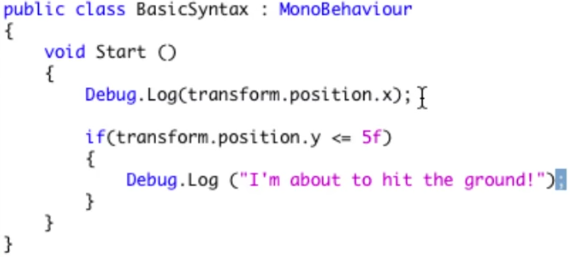 public class BasicSyntax : MonoBehaviour
{
    void Start ()
    {
        Debug.Log(transform.position.x);

        if(transform.position.y <= 5f)
        {
            Debug.Log ("I'm about to hit the ground!");
        }
    }
}